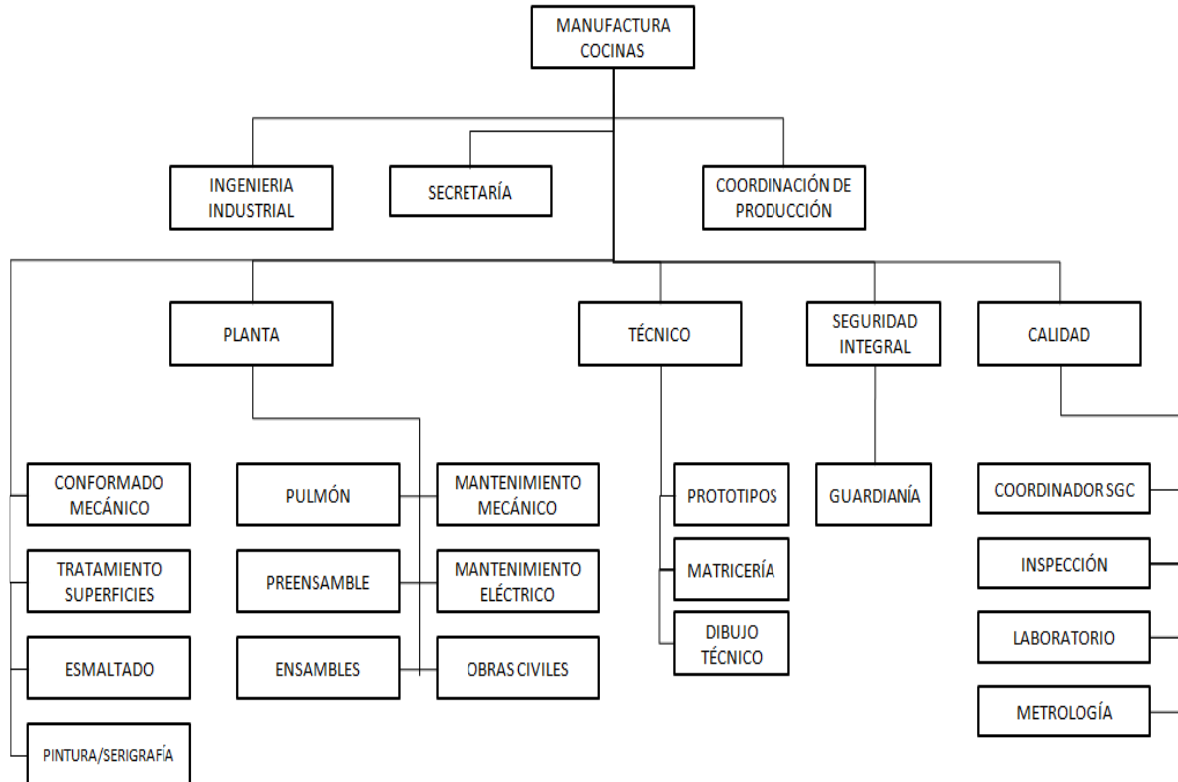 MANUFACTURA
COCINAS
INGENIERIA
INDUSTRIAL
SECRETARÍA
COORDINACIÓN DE
PRODUCCIÓN
PLANTA
TÉCNICO
SEGURIDAD
INTEGRAL
CALIDAD
CONFORMADO
MECÁNICO
PULMÓN
MANTENIMIENTO
MECÁNICO
PROTOTIPOS
GUARDIANÍA
COORDINADOR SGC
TRATAMIENTO
SUPERFICIES
PREENSAMBLE
MANTENIMIENTO
ELÉCTRICO
MATRICERÍA
INSPECCIÓN
ESMALTADO
ENSAMBLES
OBRAS CIVILES
DIBUJO
TÉCNICO
LABORATORIO
PINTURA/SERIGRAFÍA
METROLOGÍA